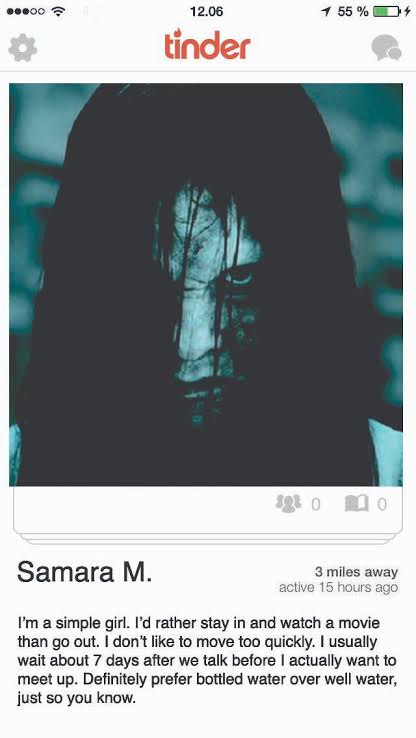 12.06
55 %
tinder
0
0
Samara M.
3 miles away
active 15 hours ago
I'm a simple girl. I'd rather stay in and watch a movie
than go out. I don't like to move too quickly. I usually
wait about 7 days after we talk before I actually want to
meet up. Definitely prefer bottled water over well water,
just so you know.